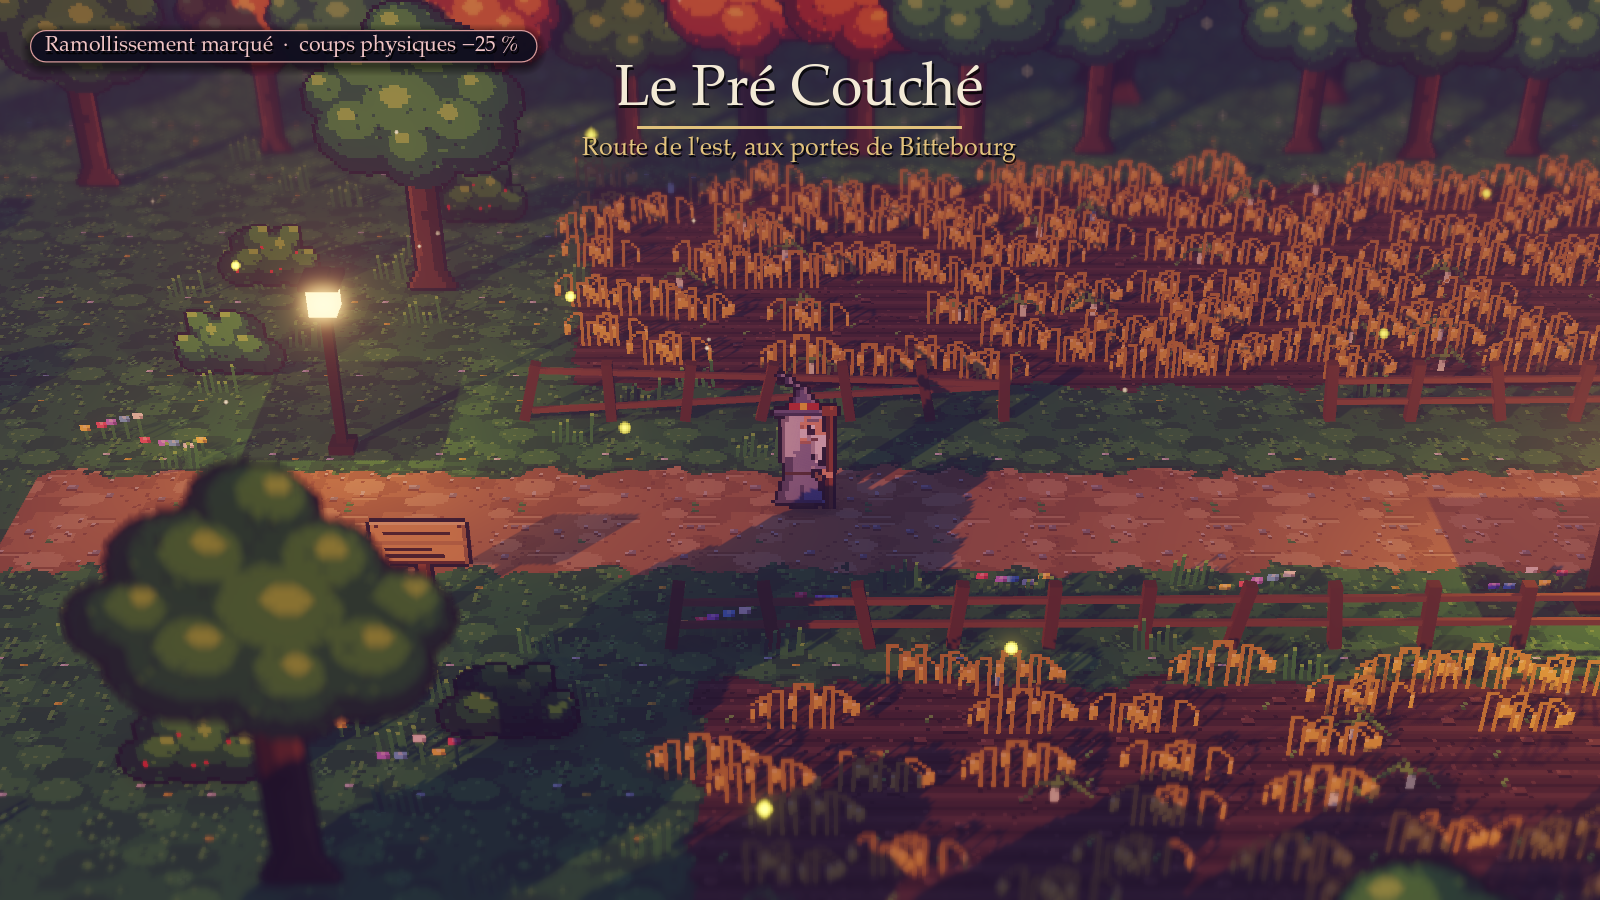 Ramollissement marqué · coups physiques −25 %
Le Pré Couché
Route de l'est, aux portes de Bittebourg